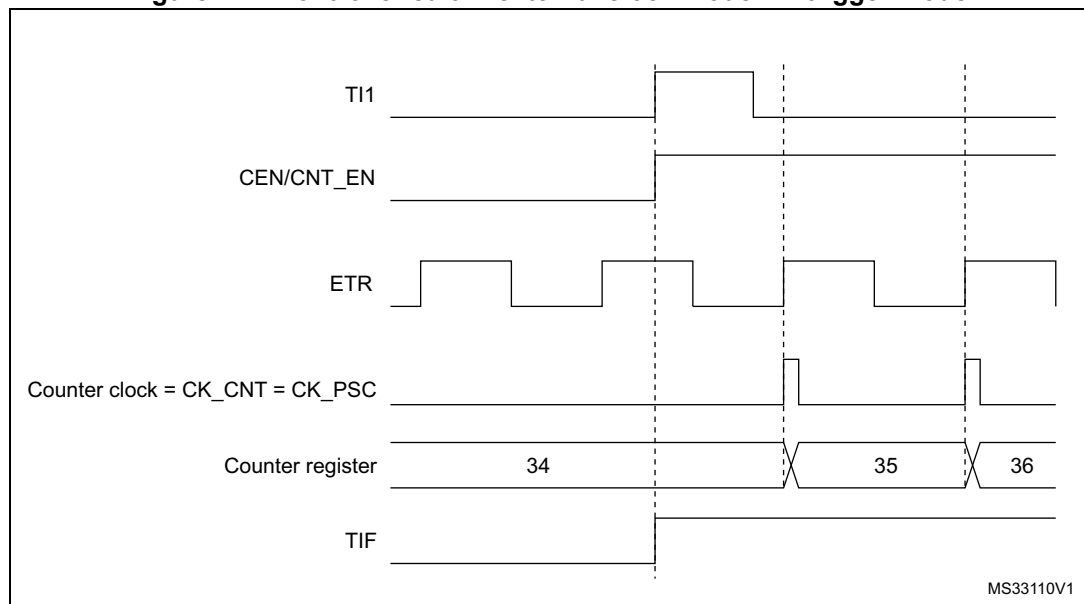 TI1
CEN/CNT_EN
ETR
Counter clock = CK_CNT = CK_PSC
Counter register
34
35
36
TIF
MS33110V1